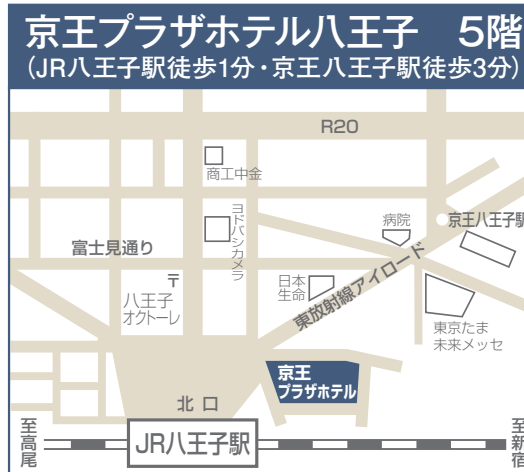 京王プラザホテル八王子　5階
(JR八王子駅徒歩1分・京王八王子駅徒歩3分)
R20
商工中金
ヨドバシカメラ
病院
京王八王子駅
富士見通り
〒
八王子
オクトーレ
日本
生命
東放射線アイロード
東京たま
未来メッセ
京王
プラザホテル
北口
至高尾
JR八王子駅
至新宿